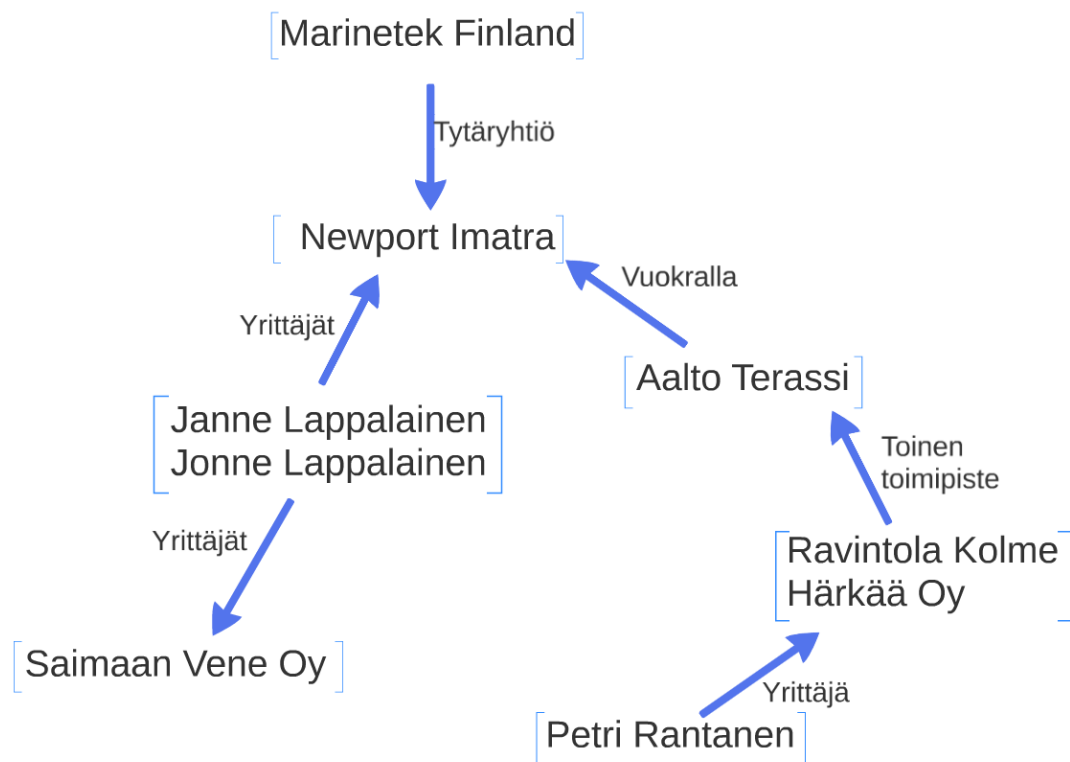 Marinetek Finland
Tytäryhtiö
Newport Imatra
Vuokralla
Yrittäjät
Aalto Terassi
Janne Lappalainen
Jonne Lappalainen
Toinen
toimipiste
Yrittäjät
Ravintola Kolme
Härkää Oy
Saimaan Vene Oy
Yrittäjä
Petri Rantanen